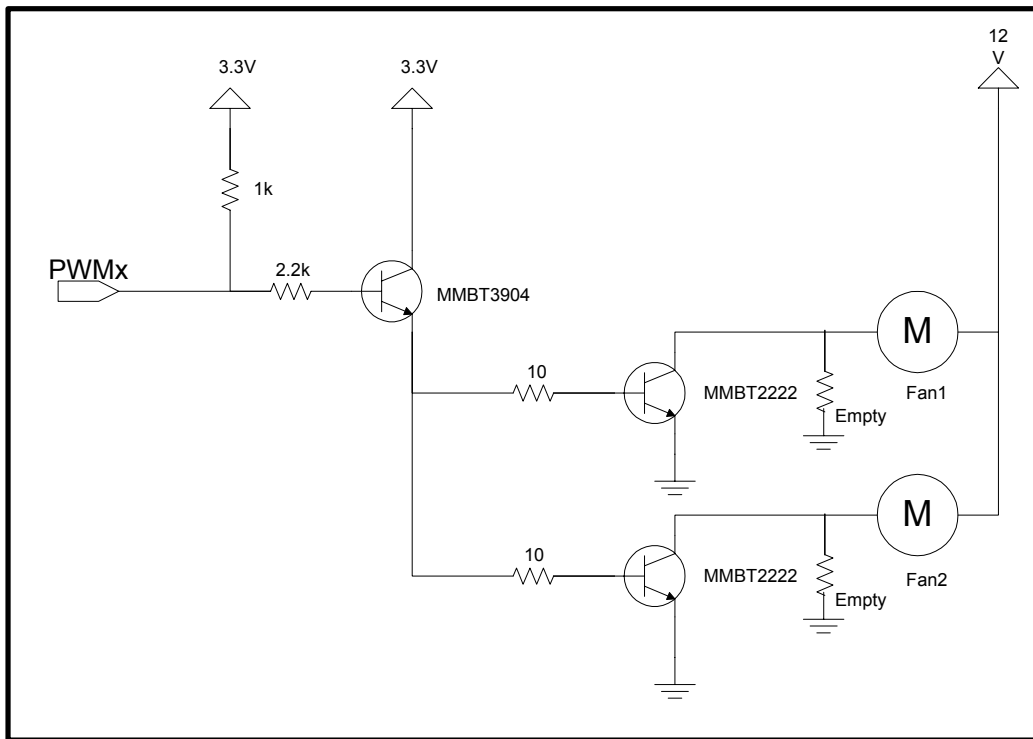 12
V
3.3V
3.3V
1k
PWMx
2.2k
MMBT3904
M
10
MMBT2222
Fan1
Empty
M
10
MMBT2222
Fan2
Empty